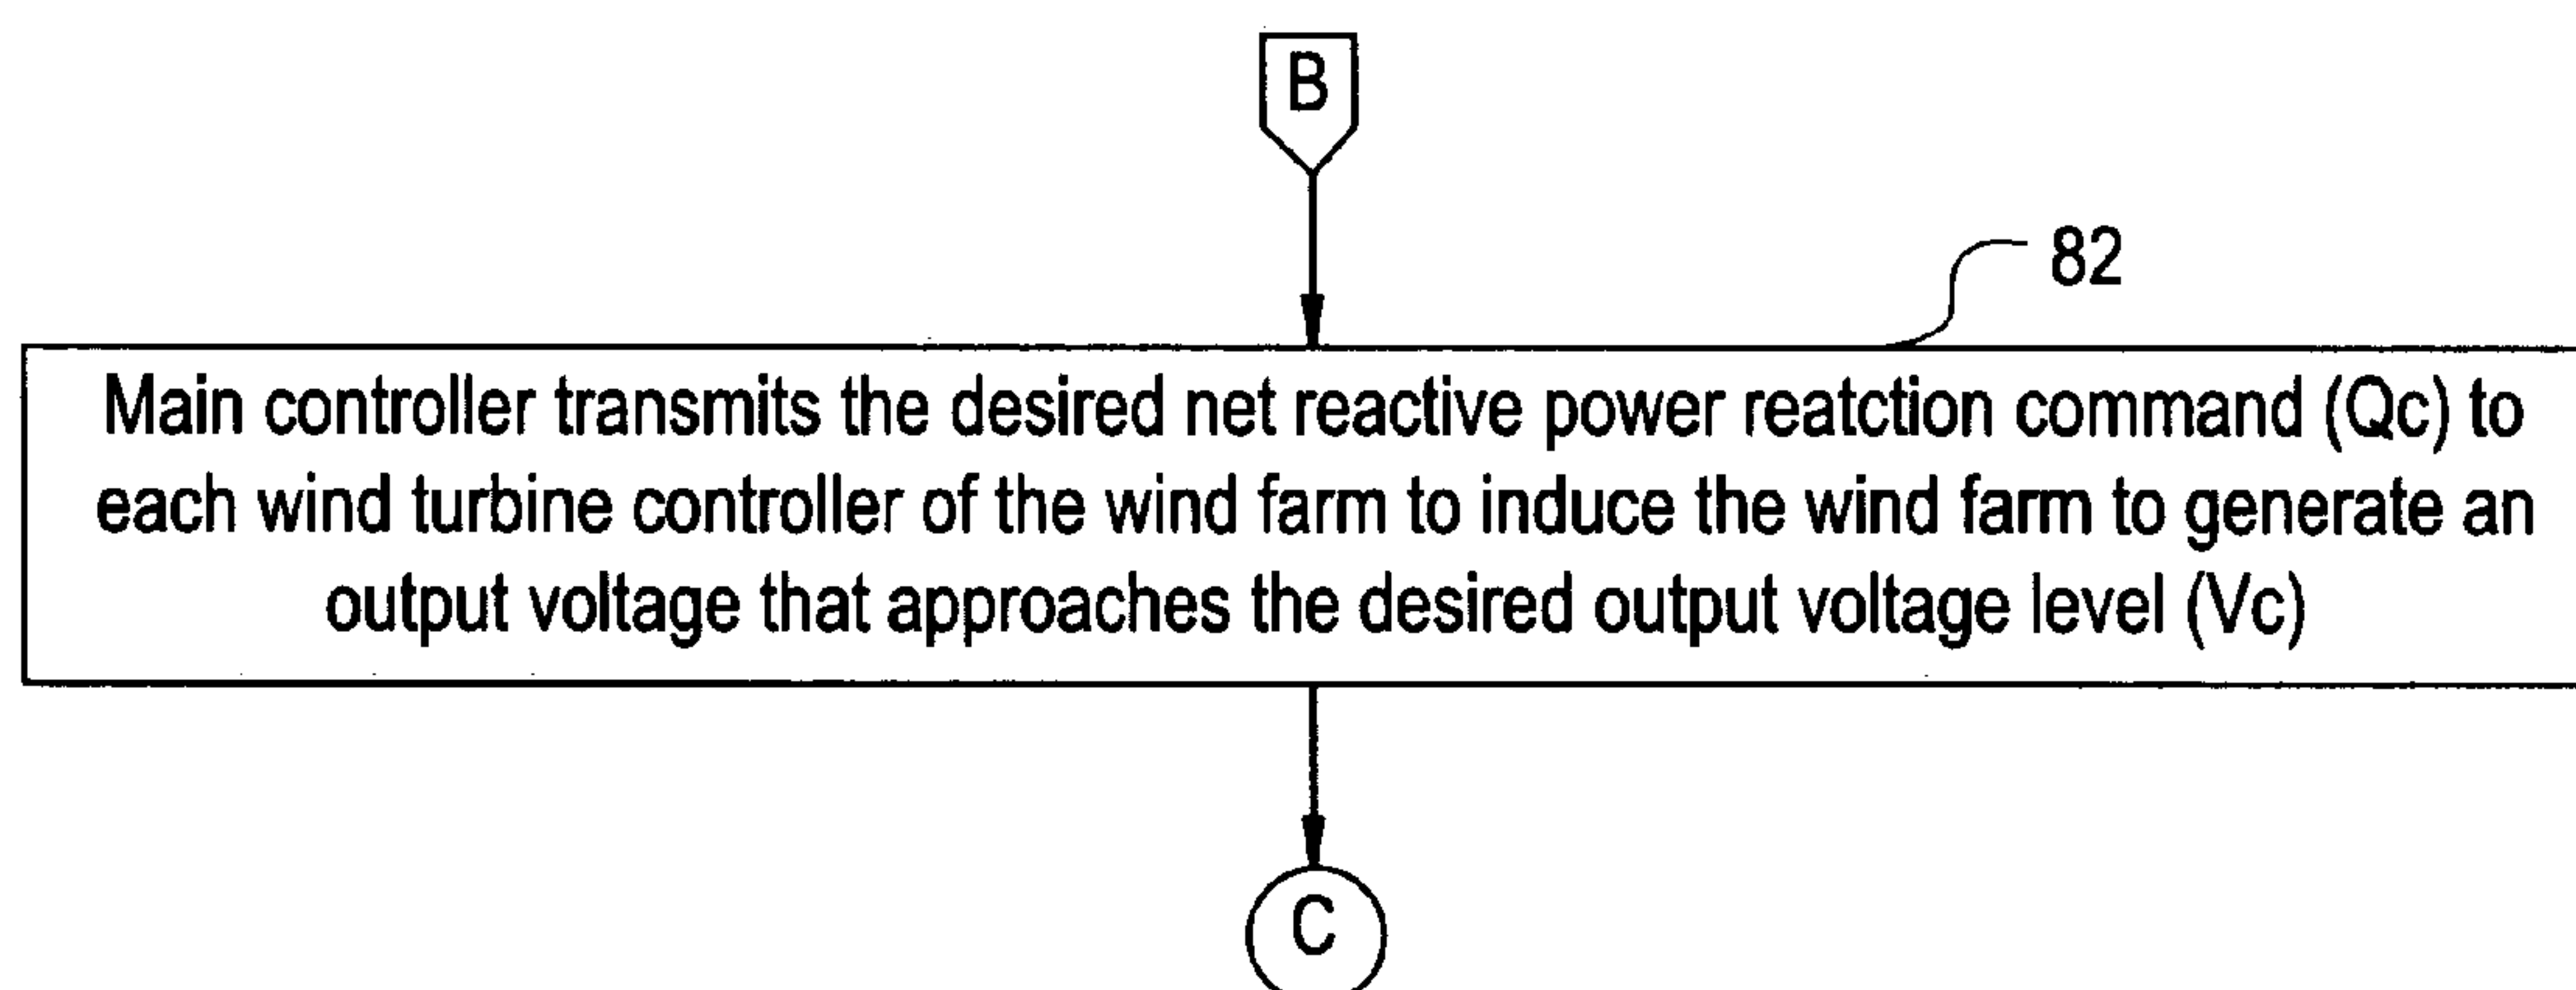 B
82
Main controller transmits the desired net reactive power reatction command (Qc) to
each wind turbine controller of the wind farm to induce the wind farm to generate an
output voltage that approaches the desired output voltage level (Vc)
C